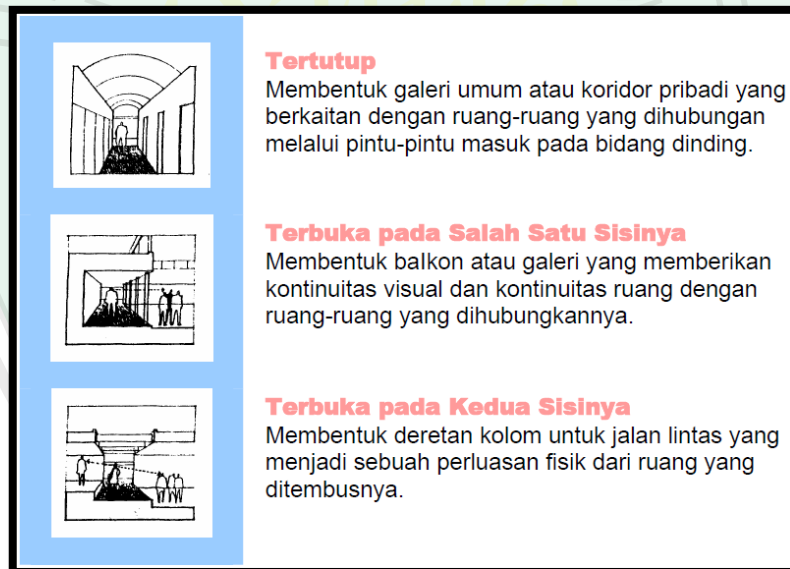 Tertutup
Membentuk galeri umum atau koridor pribadi yang
berkaitan dengan ruang-ruang yang dihubungan
melalui pintu-pintu masuk pada bidang dinding.
Terbuka pada Salah Satu Sisinya
Membentuk balkon atau galeri yang memberikan
kontinuitas visual dan kontinuitas ruang dengan
ruang-ruang yang dihubungkannya.
Terbuka pada Kedua Sisinya
Membentuk deretan kolom untuk jalan lintas yang
menjadi sebuah perluasan fisik dari ruang yang
ditembusnya.